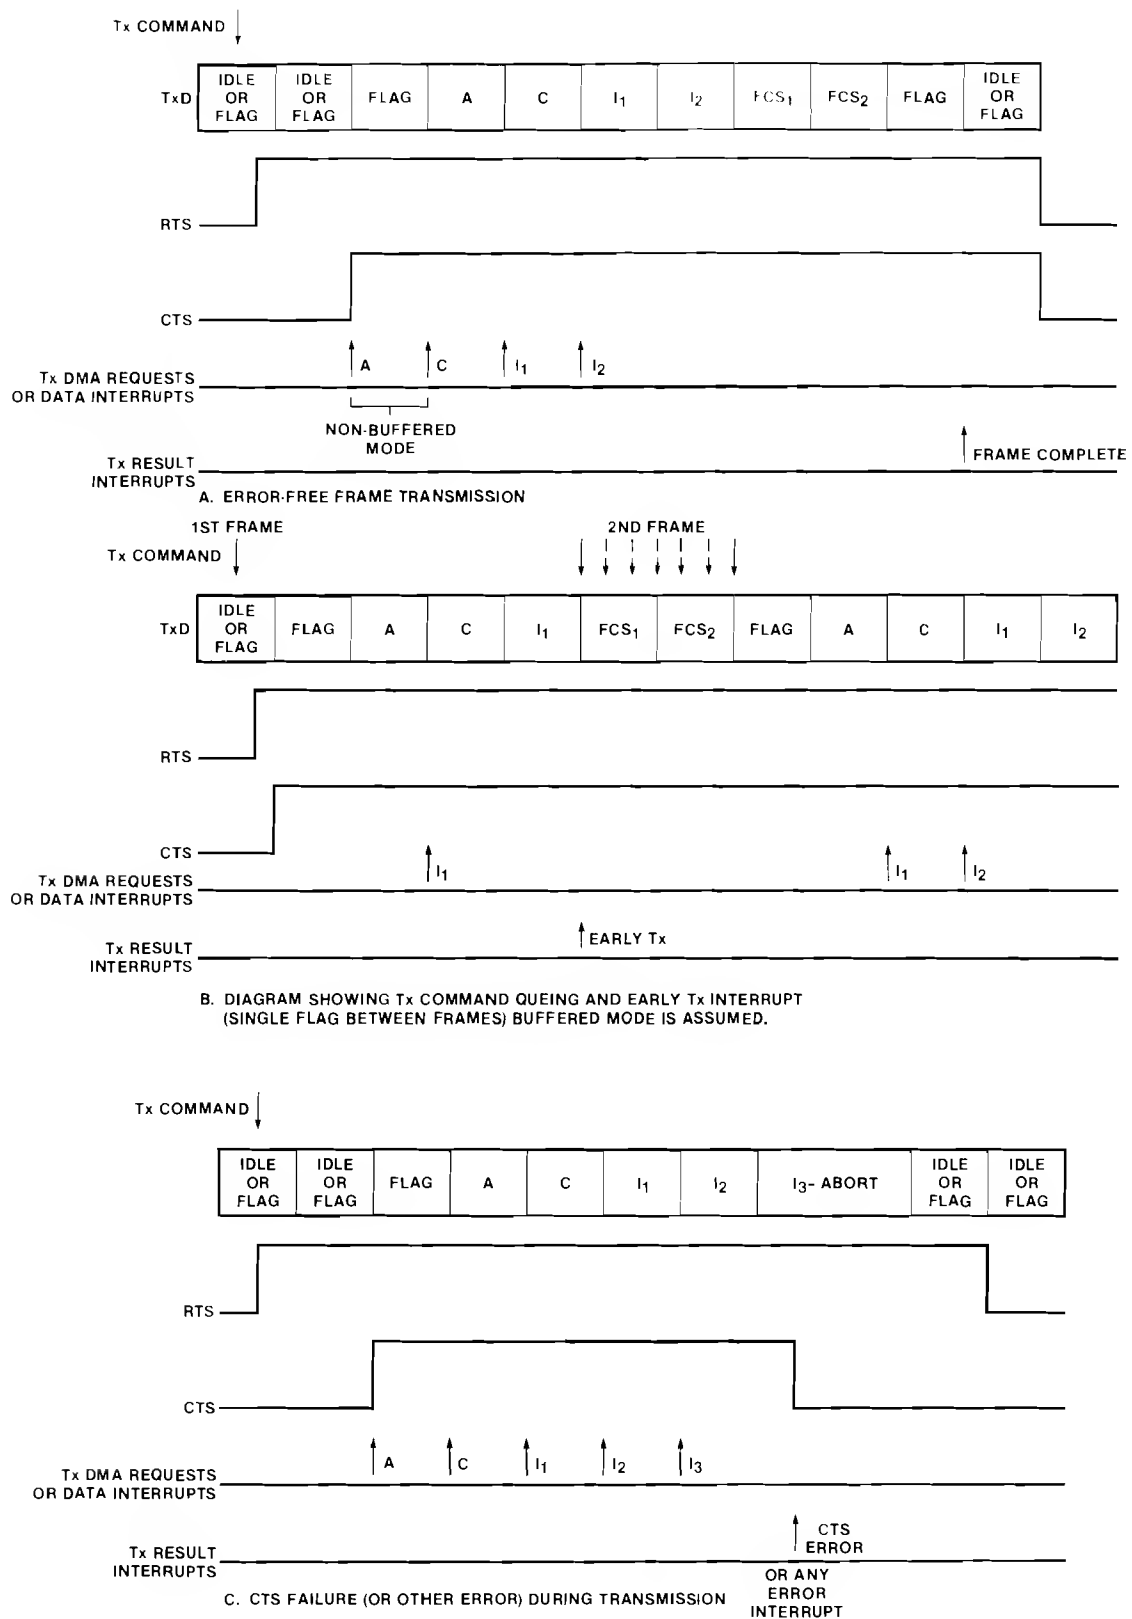 Tx COMMAND
TxD
IDLE OR FLAG
IDLE OR FLAG
FLAG
A
C
I1
I2
FCS1
FCS2
FLAG
IDLE OR FLAG
RTS
CTS
A
C
I1
I2
Tx DMA REQUESTS
OR DATA INTERRUPTS
NON-BUFFERED
MODE
FRAME COMPLETE
Tx RESULT
INTERRUPTS
A. ERROR-FREE FRAME TRANSMISSION
1ST FRAME
2ND FRAME
Tx COMMAND
TxD
IDLE OR FLAG
FLAG
A
C
I1
FCS1
FCS2
FLAG
A
C
I1
I2
RTS
CTS
I1
I1
I2
Tx DMA REQUESTS
OR DATA INTERRUPTS
EARLY Tx
Tx RESULT
INTERRUPTS
B. DIAGRAM SHOWING Tx COMMAND QUEING AND EARLY Tx INTERRUPT
(SINGLE FLAG BETWEEN FRAMES) BUFFERED MODE IS ASSUMED.
Tx COMMAND
IDLE OR FLAG
IDLE OR FLAG
FLAG
A
C
I1
I2
I3- ABORT
IDLE OR FLAG
IDLE OR FLAG
RTS
CTS
A
C
I1
I2
I3
Tx DMA REQUESTS
OR DATA INTERRUPTS
CTS
ERROR
Tx RESULT
INTERRUPTS
OR ANY
ERROR
INTERRUPT
C. CTS FAILURE (OR OTHER ERROR) DURING TRANSMISSION